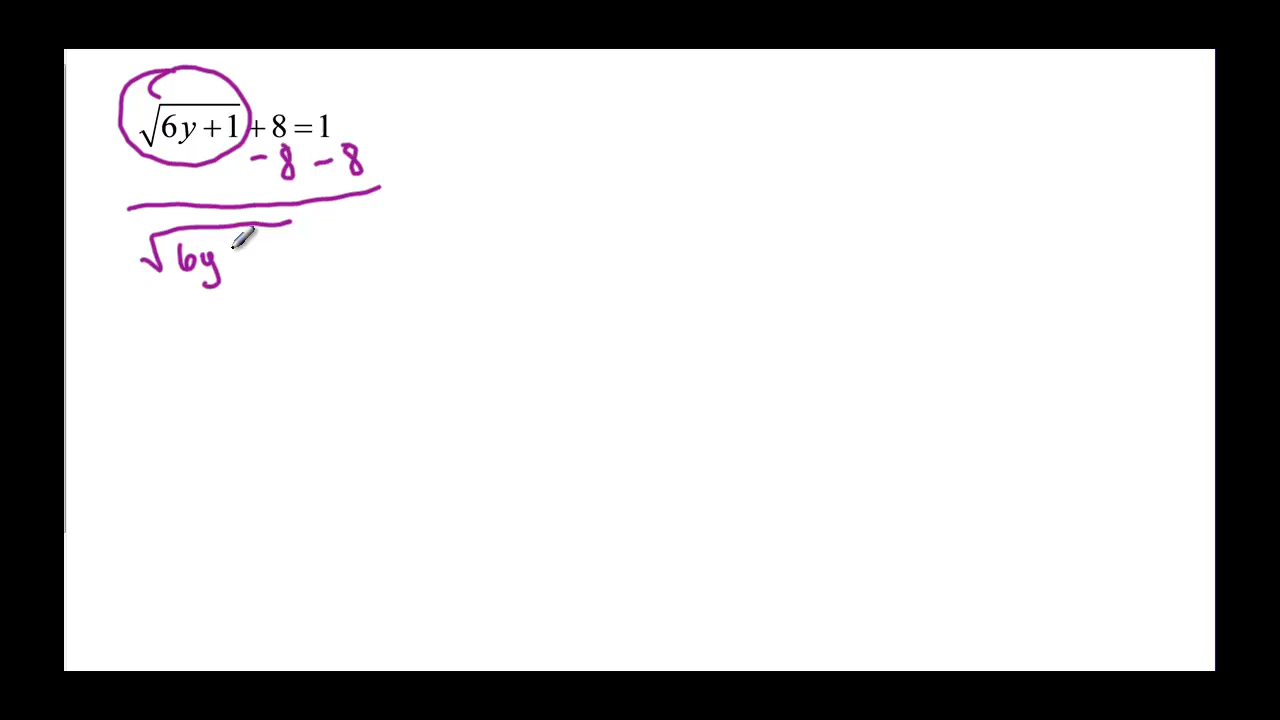 √6y+1 + 8 = 1
- 8 - 8
√6y